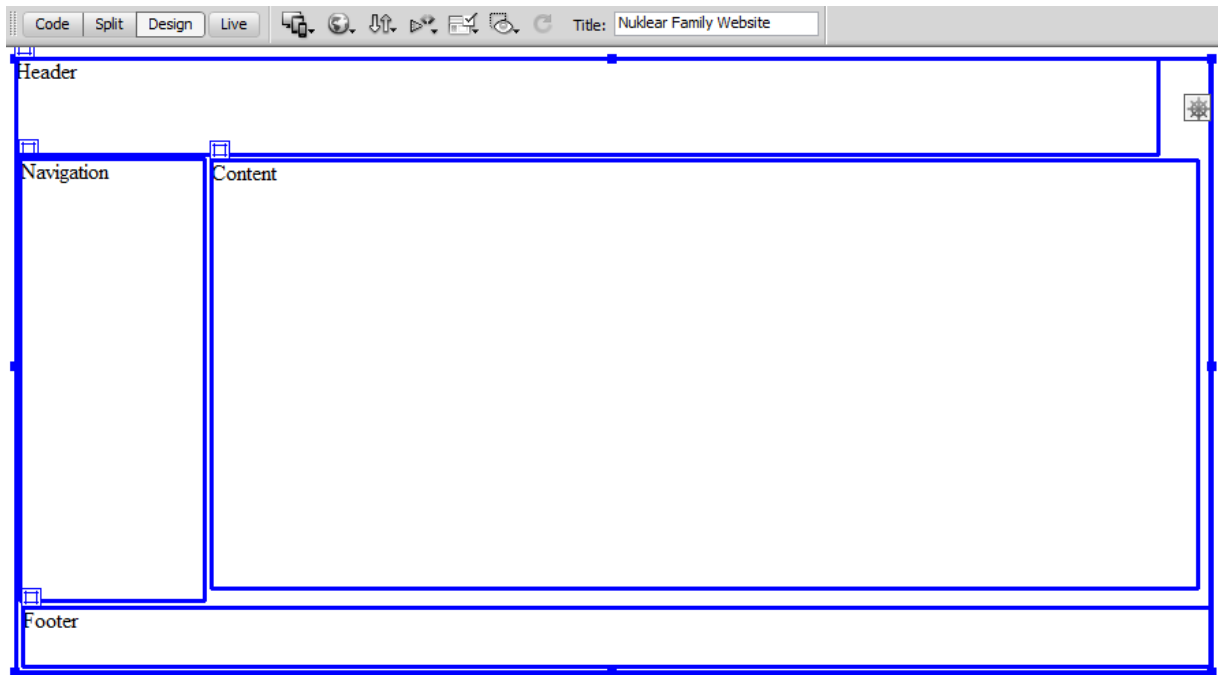 Code Split Design Live Title: Nuklear Family Website
Header
Navigation Content
Footer